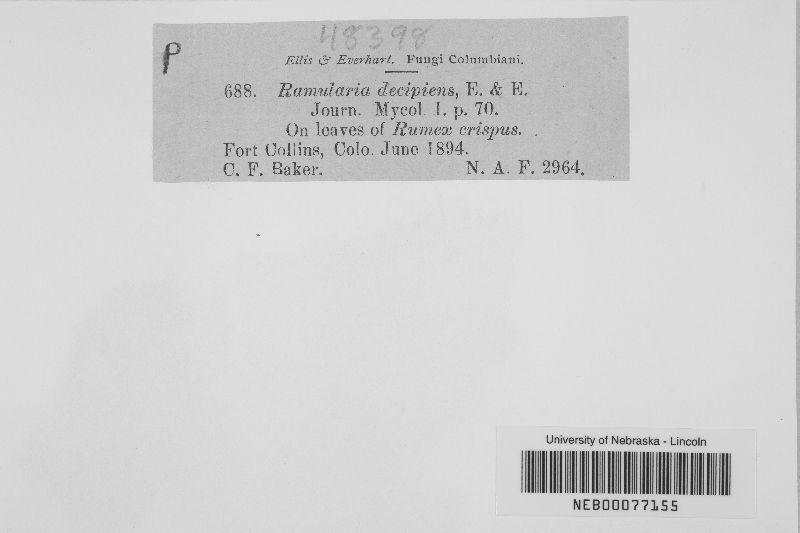 48398
P
Ellis & Everhart. Fungi Columbiani.
688. Ramularia decipiens, E. & E.
Journ. Mycol. I. p. 70.
On leaves of Rumex crispus.
Fort Collins, Colo. June 1894.
C. F. Baker. N. A. F. 2964.
University of Nebraska - Lincoln
NEB00077155